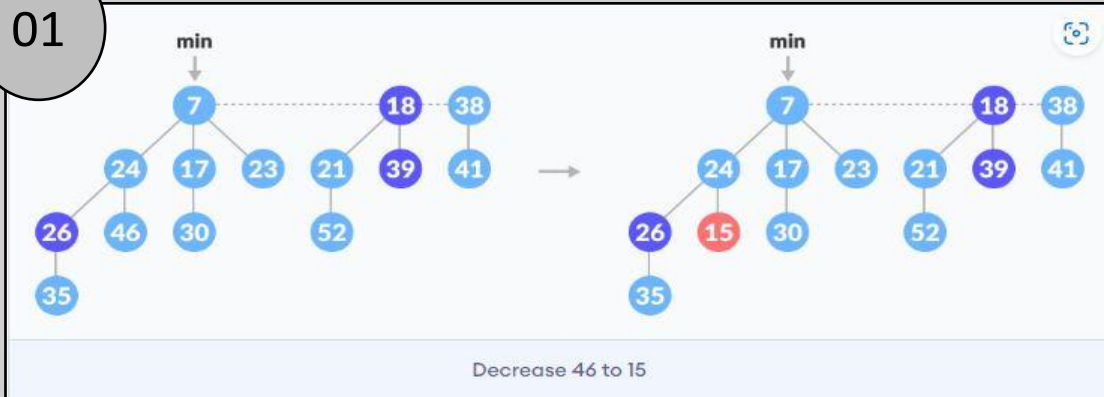 01
min min
7 18 38 7 18 38
24 17 23 21 39 41 24 17 23 21 39 41
26 46 30 52 26 15 30 52
35 35
Decrease 46 to 15